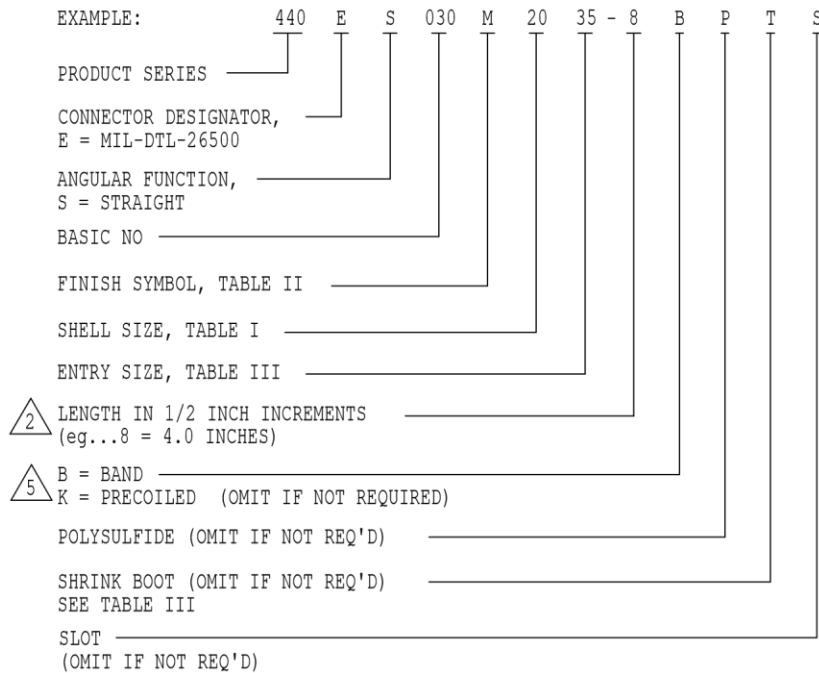 EXAMPLE: 440 E S 030 M 20 35 - 8 B P T S
PRODUCT SERIES
CONNECTOR DESIGNATOR,
E = MIL-DTL-26500
ANGULAR FUNCTION,
S = STRAIGHT
BASIC NO
FINISH SYMBOL, TABLE II
SHELL SIZE, TABLE I
ENTRY SIZE, TABLE III
2 LENGTH IN 1/2 INCH INCREMENTS
(eg...8 = 4.0 INCHES)
5 B = BAND
K = PRECOILED (OMIT IF NOT REQUIRED)
POLYSULFIDE (OMIT IF NOT REQ'D)
SHRINK BOOT (OMIT IF NOT REQ'D)
SEE TABLE III
SLOT
(OMIT IF NOT REQ'D)